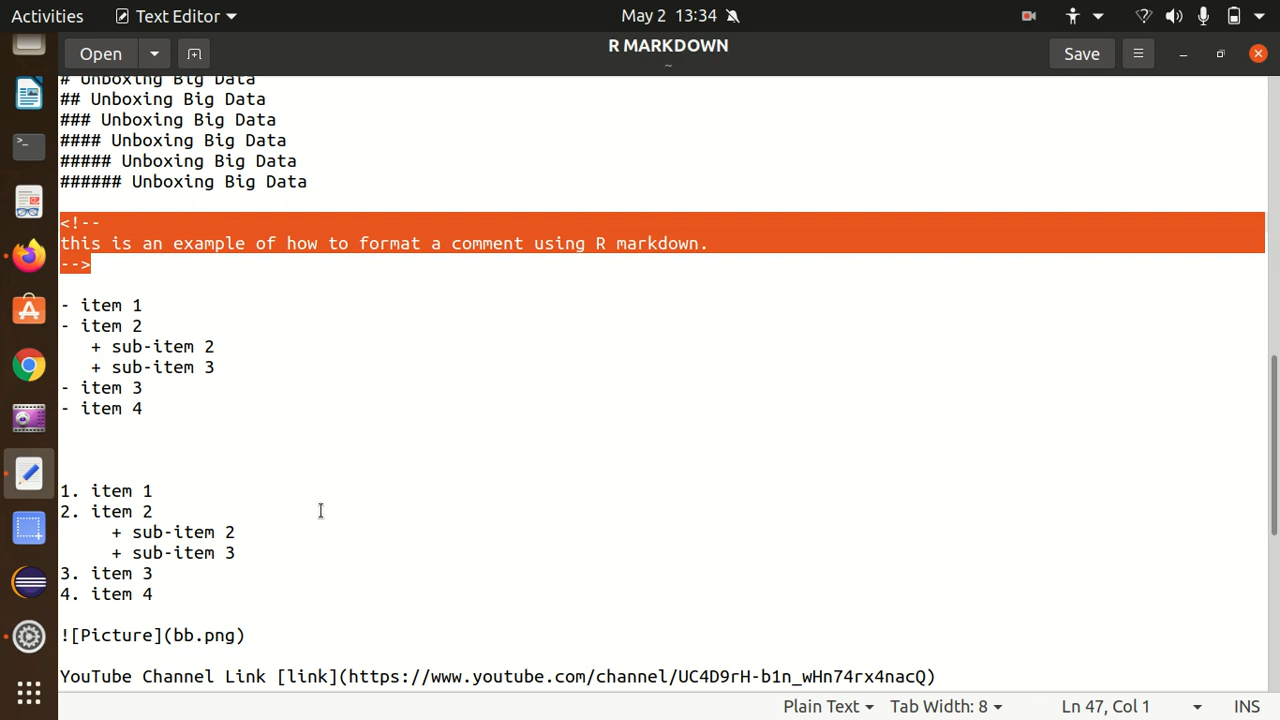 Activities Text Editor May 2 13:34
Open R MARKDOWN Save
~
# Unboxing Big Data
## Unboxing Big Data
### Unboxing Big Data
#### Unboxing Big Data
##### Unboxing Big Data
###### Unboxing Big Data
<!--
this is an example of how to format a comment using R markdown.
-->
- item 1
- item 2
+ sub-item 2
+ sub-item 3
- item 3
- item 4
1. item 1
2. item 2
+ sub-item 2
+ sub-item 3
3. item 3
4. item 4
![Picture](bb.png)
YouTube Channel Link [link](https://www.youtube.com/channel/UC4D9rH-b1n_wHn74rx4nacQ)
Plain Text Tab Width: 8 Ln 47, Col 1 INS